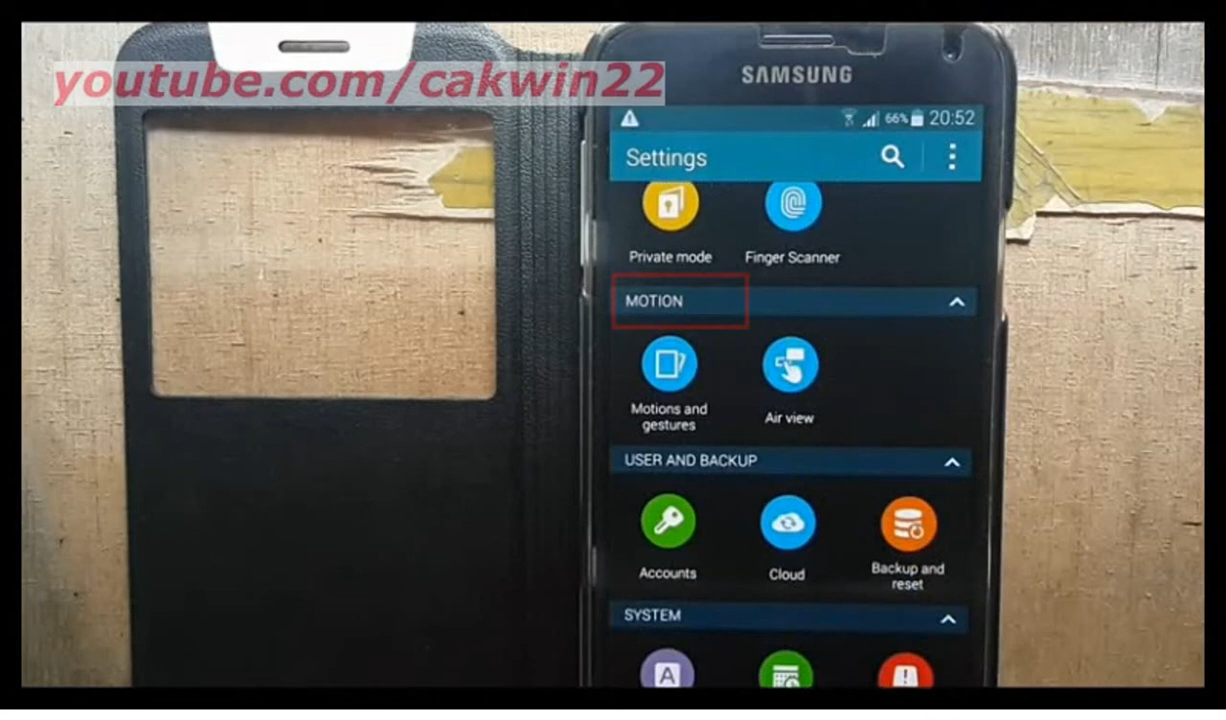 youtube.com/cakwin22
SAMSUNG
66% 20:52
Settings
Private mode
Finger Scanner
MOTION
Motions and
gestures
Air view
USER AND BACKUP
Accounts
Cloud
Backup and
reset
SYSTEM
A